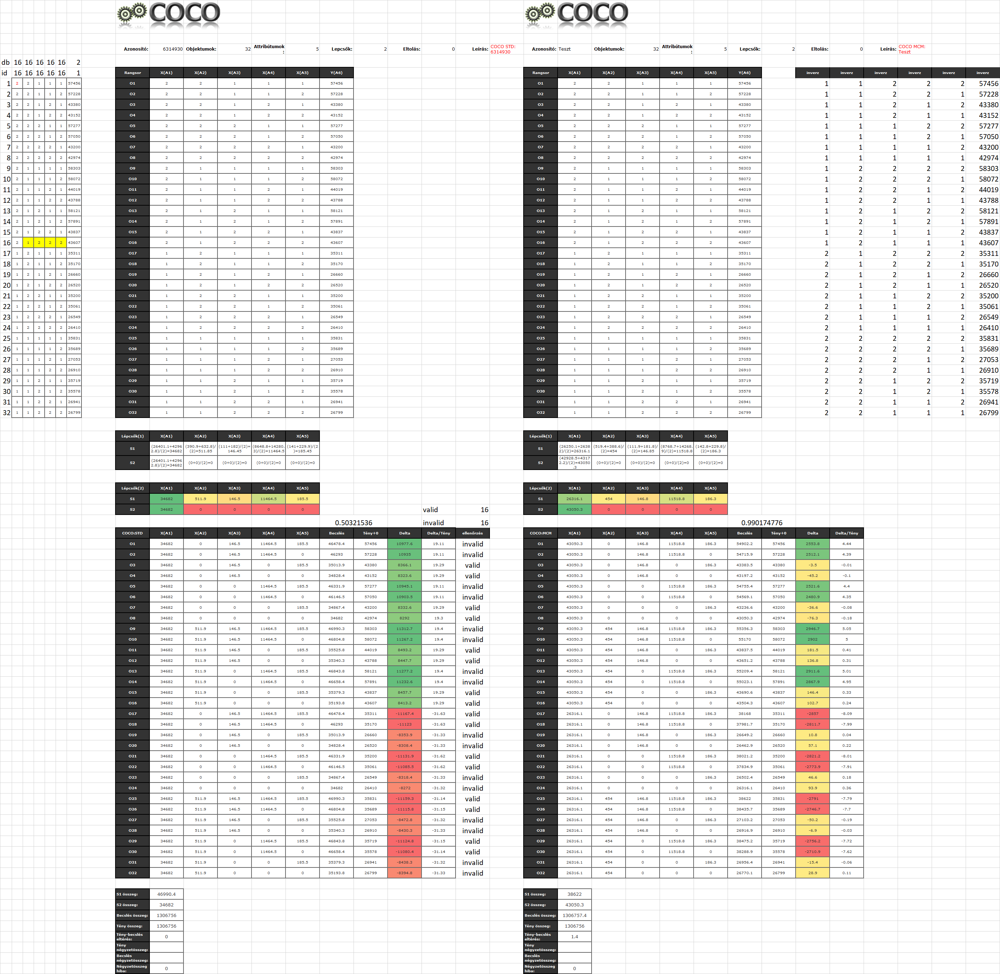 COCO COCO
Azonosító: 6314930 Objektumok: 32 Attribútumok: 5 Lepcsők: 2 Eltolás: 0 Leírás: COCO STD: 6314930 Azonosító: Teszt Objektumok: 32 Attribútumok: 5 Lepcsők: 2 Eltolás: 0 Leírás: COCO MCM: Teszt
db 16 16 16 16 16 2
id 16 16 16 16 16 1 Rangsor X(A1) X(A2) X(A3) X(A4) X(A5) Y(A6) Rangsor X(A1) X(A2) X(A3) X(A4) X(A5) Y(A6) inverz inverz inverz inverz inverz inverz
1 2 2 1 1 1 57456 O1 2 2 1 1 1 57456 O1 2 2 1 1 1 57456 1 1 2 2 2 57456
2 2 2 1 1 2 57228 O2 2 2 1 1 2 57228 O2 2 2 1 1 2 57228 1 1 2 2 1 57228
3 2 2 1 2 1 43380 O3 2 2 1 2 1 43380 O3 2 2 1 2 1 43380 1 1 2 1 2 43380
4 2 2 1 2 2 43152 O4 2 2 1 2 2 43152 O4 2 2 1 2 2 43152 1 1 2 1 1 43152
5 2 2 2 1 1 57277 O5 2 2 2 1 1 57277 O5 2 2 2 1 1 57277 1 1 1 2 2 57277
6 2 2 2 1 2 57050 O6 2 2 2 1 2 57050 O6 2 2 2 1 2 57050 1 1 1 2 1 57050
7 2 2 2 2 1 43200 O7 2 2 2 2 1 43200 O7 2 2 2 2 1 43200 1 1 1 1 2 43200
8 2 2 2 2 2 42974 O8 2 2 2 2 2 42974 O8 2 2 2 2 2 42974 1 1 1 1 1 42974
9 2 1 1 1 1 58303 O9 2 1 1 1 1 58303 O9 2 1 1 1 1 58303 1 2 2 2 2 58303
10 2 1 1 1 2 58072 O10 2 1 1 1 2 58072 O10 2 1 1 1 2 58072 1 2 2 2 1 58072
11 2 1 1 2 1 44019 O11 2 1 1 2 1 44019 O11 2 1 1 2 1 44019 1 2 2 1 2 44019
12 2 1 1 2 2 43788 O12 2 1 1 2 2 43788 O12 2 1 1 2 2 43788 1 2 2 1 1 43788
13 2 1 2 1 1 58121 O13 2 1 2 1 1 58121 O13 2 1 2 1 1 58121 1 2 1 2 2 58121
14 2 1 2 1 2 57891 O14 2 1 2 1 2 57891 O14 2 1 2 1 2 57891 1 2 1 2 1 57891
15 2 1 2 2 1 43837 O15 2 1 2 2 1 43837 O15 2 1 2 2 1 43837 1 2 1 1 2 43837
16 2 1 2 2 2 43607 O16 2 1 2 2 2 43607 O16 2 1 2 2 2 43607 1 2 1 1 1 43607
17 1 2 1 1 1 35311 O17 1 2 1 1 1 35311 O17 1 2 1 1 1 35311 2 1 2 2 2 35311
18 1 2 1 1 2 35170 O18 1 2 1 1 2 35170 O18 1 2 1 1 2 35170 2 1 2 2 1 35170
19 1 2 1 2 1 26660 O19 1 2 1 2 1 26660 O19 1 2 1 2 1 26660 2 1 2 1 2 26660
20 1 2 1 2 2 26520 O20 1 2 1 2 2 26520 O20 1 2 1 2 2 26520 2 1 2 1 1 26520
21 1 2 2 1 1 35200 O21 1 2 2 1 1 35200 O21 1 2 2 1 1 35200 2 1 1 2 2 35200
22 1 2 2 1 2 35061 O22 1 2 2 1 2 35061 O22 1 2 2 1 2 35061 2 1 1 2 1 35061
23 1 2 2 2 1 26549 O23 1 2 2 2 1 26549 O23 1 2 2 2 1 26549 2 1 1 1 2 26549
24 1 2 2 2 2 26410 O24 1 2 2 2 2 26410 O24 1 2 2 2 2 26410 2 1 1 1 1 26410
25 1 1 1 1 1 35831 O25 1 1 1 1 1 35831 O25 1 1 1 1 1 35831 2 2 2 2 2 35831
26 1 1 1 1 2 35689 O26 1 1 1 1 2 35689 O26 1 1 1 1 2 35689 2 2 2 2 1 35689
27 1 1 1 2 1 27053 O27 1 1 1 2 1 27053 O27 1 1 1 2 1 27053 2 2 2 1 2 27053
28 1 1 1 2 2 26910 O28 1 1 1 2 2 26910 O28 1 1 1 2 2 26910 2 2 2 1 1 26910
29 1 1 2 1 1 35719 O29 1 1 2 1 1 35719 O29 1 1 2 1 1 35719 2 2 1 2 2 35719
30 1 1 2 1 2 35578 O30 1 1 2 1 2 35578 O30 1 1 2 1 2 35578 2 2 1 2 1 35578
31 1 1 2 2 1 26941 O31 1 1 2 2 1 26941 O31 1 1 2 2 1 26941 2 2 1 1 2 26941
32 1 1 2 2 2 26799 O32 1 1 2 2 2 26799 O32 1 1 2 2 2 26799 2 2 1 1 1 26799
Lépcsők(1) X(A1) X(A2) X(A3) X(A4) X(A5) Lépcsők(1) X(A1) X(A2) X(A3) X(A4) X(A5)
S1 (26401.1+42962.8)/(2)=34682 (390.9+632.8)/(2)=511.85 (111+182)/(2)=146.45 (8648.8+14280.3)/(2)=11464.5 (141+229.9)/(2)=185.45 S1 (26250.1+26382)/(2)=26316.1 (519.4+388.6)/(2)=454 (111.9+181.8)/(2)=146.85 (8768.7+14268.9)/(2)=11518.8 (142.8+229.8)/(2)=186.3
S2 (26401.1+42962.8)/(2)=34682 (0+0)/(2)=0 (0+0)/(2)=0 (0+0)/(2)=0 (0+0)/(2)=0 S2 (42928.5+43172.2)/(2)=43050.3 (0+0)/(2)=0 (0+0)/(2)=0 (0+0)/(2)=0 (0+0)/(2)=0
Lépcsők(2) X(A1) X(A2) X(A3) X(A4) X(A5) Lépcsők(2) X(A1) X(A2) X(A3) X(A4) X(A5)
S1 34682 511.9 146.5 11464.5 185.5 S1 26316.1 454 146.8 11518.8 186.3
S2 34682 0 0 0 0 valid 16 S2 43050.3 0 0 0 0
0.50321536 invalid 16 0.990174776
COCO:STD X(A1) X(A2) X(A3) X(A4) X(A5) Becslés Tény+0 Delta Delta/Tény ellenőrzés COCO:MCM X(A1) X(A2) X(A3) X(A4) X(A5) Becslés Tény+0 Delta Delta/Tény
O1 34682 0 146.5 11464.5 185.5 46478.4 57456 10977.6 19.11 invalid O1 43050.3 0 146.8 11518.8 186.3 54902.2 57456 2553.8 4.44
O2 34682 0 146.5 11464.5 0 46293 57228 10935 19.11 invalid O2 43050.3 0 146.8 11518.8 0 54715.9 57228 2512.1 4.39
O3 34682 0 146.5 0 185.5 35013.9 43380 8366.1 19.29 valid O3 43050.3 0 146.8 0 186.3 43383.5 43380 -3.5 -0.01
O4 34682 0 146.5 0 0 34828.4 43152 8323.6 19.29 valid O4 43050.3 0 146.8 0 0 43197.2 43152 -45.2 -0.1
O5 34682 0 0 11464.5 185.5 46331.9 57277 10945.1 19.11 invalid O5 43050.3 0 0 11518.8 186.3 54755.4 57277 2521.6 4.4
O6 34682 0 0 11464.5 0 46146.5 57050 10903.5 19.11 invalid O6 43050.3 0 0 11518.8 0 54569.1 57050 2480.9 4.35
O7 34682 0 0 0 185.5 34867.4 43200 8332.6 19.29 valid O7 43050.3 0 0 0 186.3 43236.6 43200 -36.6 -0.08
O8 34682 0 0 0 0 34682 42974 8292 19.3 valid O8 43050.3 0 0 0 0 43050.3 42974 -76.3 -0.18
O9 34682 511.9 146.5 11464.5 185.5 46990.3 58303 11312.7 19.4 invalid O9 43050.3 454 146.8 11518.8 186.3 55356.3 58303 2946.7 5.05
O10 34682 511.9 146.5 11464.5 0 46804.8 58072 11267.2 19.4 invalid O10 43050.3 454 146.8 11518.8 0 55170 58072 2902 5
O11 34682 511.9 146.5 0 185.5 35525.8 44019 8493.2 19.29 valid O11 43050.3 454 146.8 0 186.3 43837.5 44019 181.5 0.41
O12 34682 511.9 146.5 0 0 35340.3 43788 8447.7 19.29 valid O12 43050.3 454 146.8 0 0 43651.2 43788 136.8 0.31
O13 34682 511.9 0 11464.5 185.5 46843.8 58121 11277.2 19.4 invalid O13 43050.3 454 0 11518.8 186.3 55209.4 58121 2911.6 5.01
O14 34682 511.9 0 11464.5 0 46658.4 57891 11232.6 19.4 invalid O14 43050.3 454 0 11518.8 0 55023.1 57891 2867.9 4.95
O15 34682 511.9 0 0 185.5 35379.3 43837 8457.7 19.29 valid O15 43050.3 454 0 0 186.3 43690.6 43837 146.4 0.33
O16 34682 511.9 0 0 0 35193.8 43607 8413.2 19.29 valid O16 43050.3 454 0 0 0 43504.3 43607 102.7 0.24
O17 34682 0 146.5 11464.5 185.5 46478.4 35311 -11167.4 -31.63 valid O17 26316.1 0 146.8 11518.8 186.3 38168 35311 -2857 -8.09
O18 34682 0 146.5 11464.5 0 46293 35170 -11123 -31.63 valid O18 26316.1 0 146.8 11518.8 0 37981.7 35170 -2811.7 -7.99
O19 34682 0 146.5 0 185.5 35013.9 26660 -8353.9 -31.33 invalid O19 26316.1 0 146.8 0 186.3 26649.2 26660 10.8 0.04
O20 34682 0 146.5 0 0 34828.4 26520 -8308.4 -31.33 invalid O20 26316.1 0 146.8 0 0 26462.9 26520 57.1 0.22
O21 34682 0 0 11464.5 185.5 46331.9 35200 -11131.9 -31.62 valid O21 26316.1 0 0 11518.8 186.3 38021.2 35200 -2821.2 -8.01
O22 34682 0 0 11464.5 0 46146.5 35061 -11085.5 -31.62 valid O22 26316.1 0 0 11518.8 0 37834.9 35061 -2773.9 -7.91
O23 34682 0 0 0 185.5 34867.4 26549 -8318.4 -31.33 invalid O23 26316.1 0 0 0 186.3 26502.4 26549 46.6 0.18
O24 34682 0 0 0 0 34682 26410 -8272 -31.32 invalid O24 26316.1 0 0 0 0 26316.1 26410 93.9 0.36
O25 34682 511.9 146.5 11464.5 185.5 46990.3 35831 -11159.3 -31.14 valid O25 26316.1 454 146.8 11518.8 186.3 38622 35831 -2791 -7.79
O26 34682 511.9 146.5 11464.5 0 46804.8 35689 -11115.8 -31.15 valid O26 26316.1 454 146.8 11518.8 0 38435.7 35689 -2746.7 -7.7
O27 34682 511.9 146.5 0 185.5 35525.8 27053 -8472.8 -31.32 invalid O27 26316.1 454 146.8 0 186.3 27103.2 27053 -50.2 -0.19
O28 34682 511.9 146.5 0 0 35340.3 26910 -8430.3 -31.33 invalid O28 26316.1 454 146.8 0 0 26916.9 26910 -6.9 -0.03
O29 34682 511.9 0 11464.5 185.5 46843.8 35719 -11124.8 -31.15 valid O29 26316.1 454 0 11518.8 186.3 38475.2 35719 -2756.2 -7.72
O30 34682 511.9 0 11464.5 0 46658.4 35578 -11080.4 -31.14 valid O30 26316.1 454 0 11518.8 0 38288.9 35578 -2710.9 -7.62
O31 34682 511.9 0 0 185.5 35379.3 26941 -8438.3 -31.32 invalid O31 26316.1 454 0 0 186.3 26956.4 26941 -15.4 -0.06
O32 34682 511.9 0 0 0 35193.8 26799 -8394.8 -31.33 invalid O32 26316.1 454 0 0 0 26770.1 26799 28.9 0.11
S1 összeg: 46990.4 S1 összeg: 38622
S2 összeg: 34682 S2 összeg: 43050.3
Becslés összeg: 1306756 Becslés összeg: 1306757.4
Tény összeg: 1306756 Tény összeg: 1306756
Tény-becslés eltérés: 0 Tény-becslés eltérés: 1.4
Tény négyzetösszeg: Tény négyzetösszeg:
Becslés négyzetösszeg: Becslés négyzetösszeg:
Négyzetösszeg hiba: 0 Négyzetösszeg hiba: 0